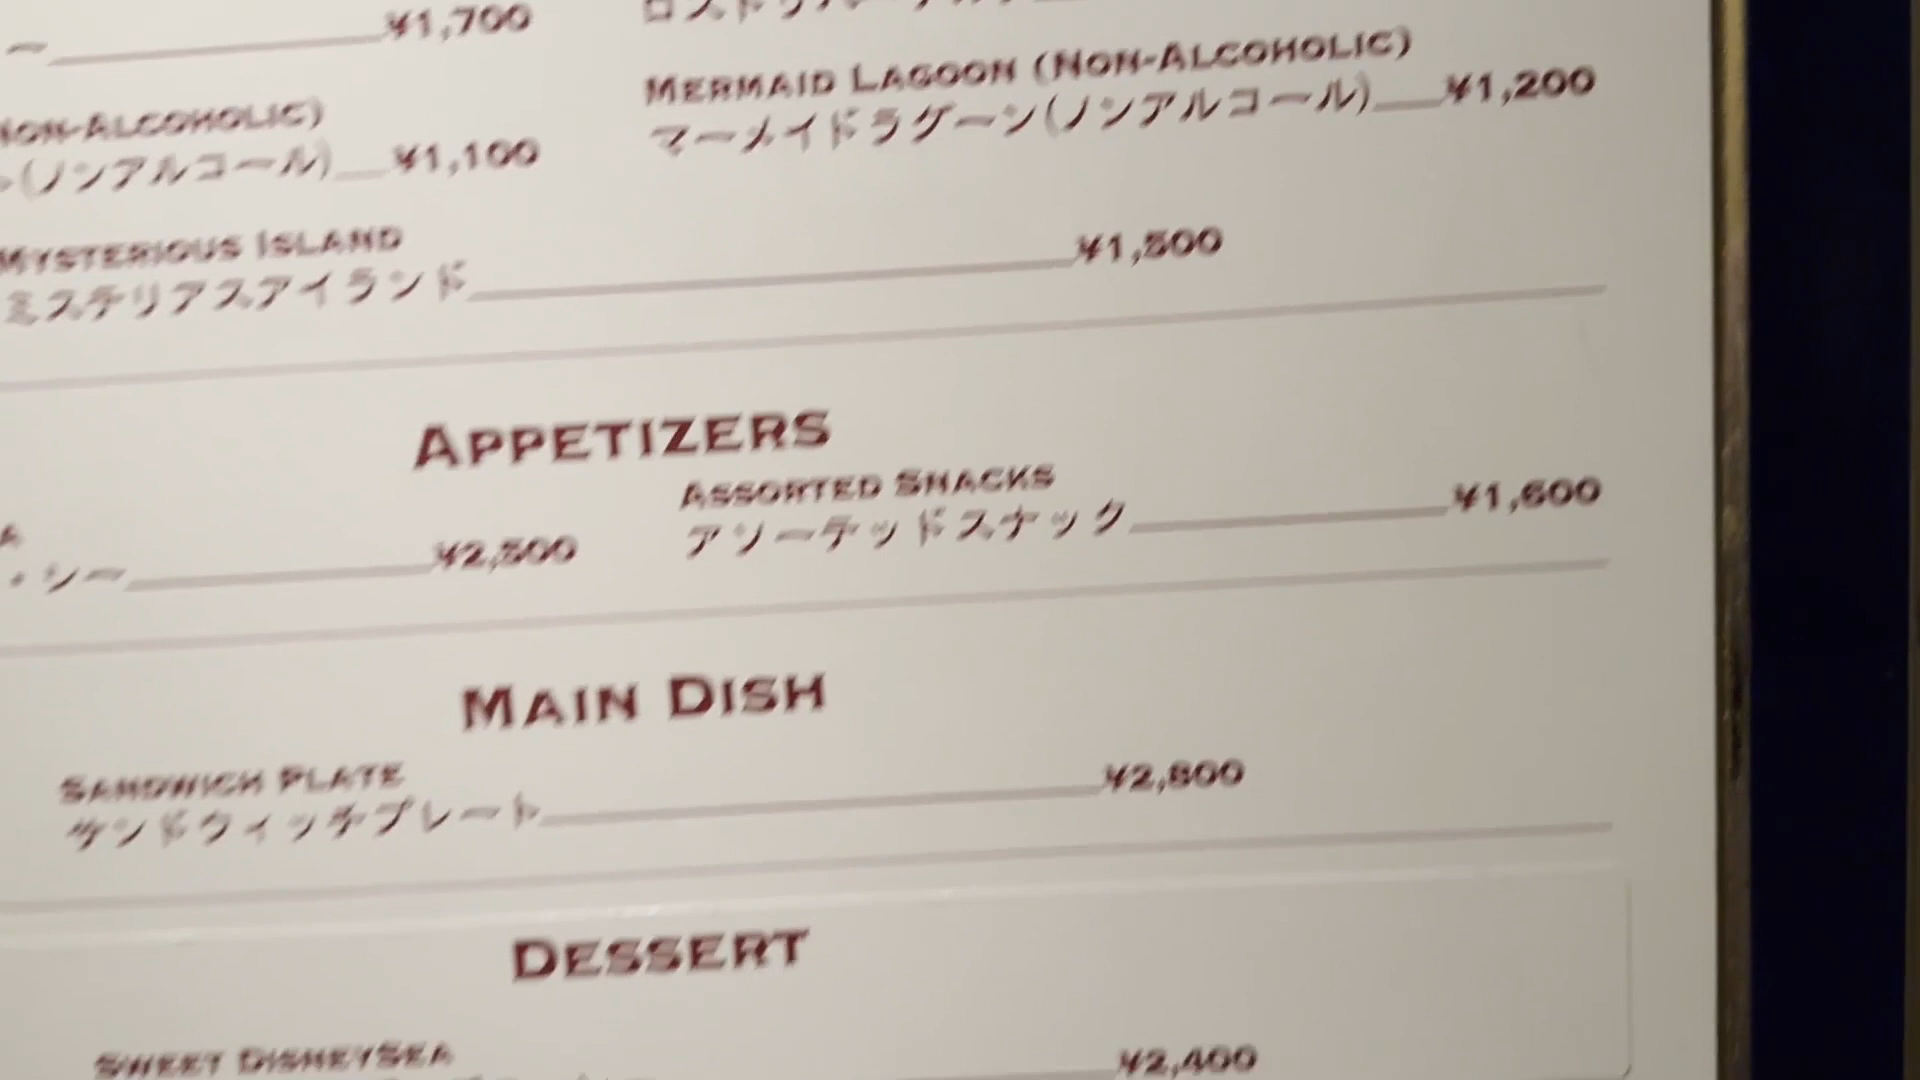 ¥1,700
MERMAID LAGOON (NON-ALCOHOLIC)
マーメイドラグーン(ノンアルコール) ¥1,200
NON-ALCOHOLIC)
(ノンアルコール) ¥1,100
MYSTERIOUS ISLAND
ミステリアスアイランド ¥1,500
APPETIZERS
ASSORTED SNACKS
アソーテッドスナック ¥1,600
・シー ¥2,500
MAIN DISH
SANDWICH PLATE
サンドウィッチプレート ¥2,800
DESSERT
SWEET DISNEYSEA
¥2,400